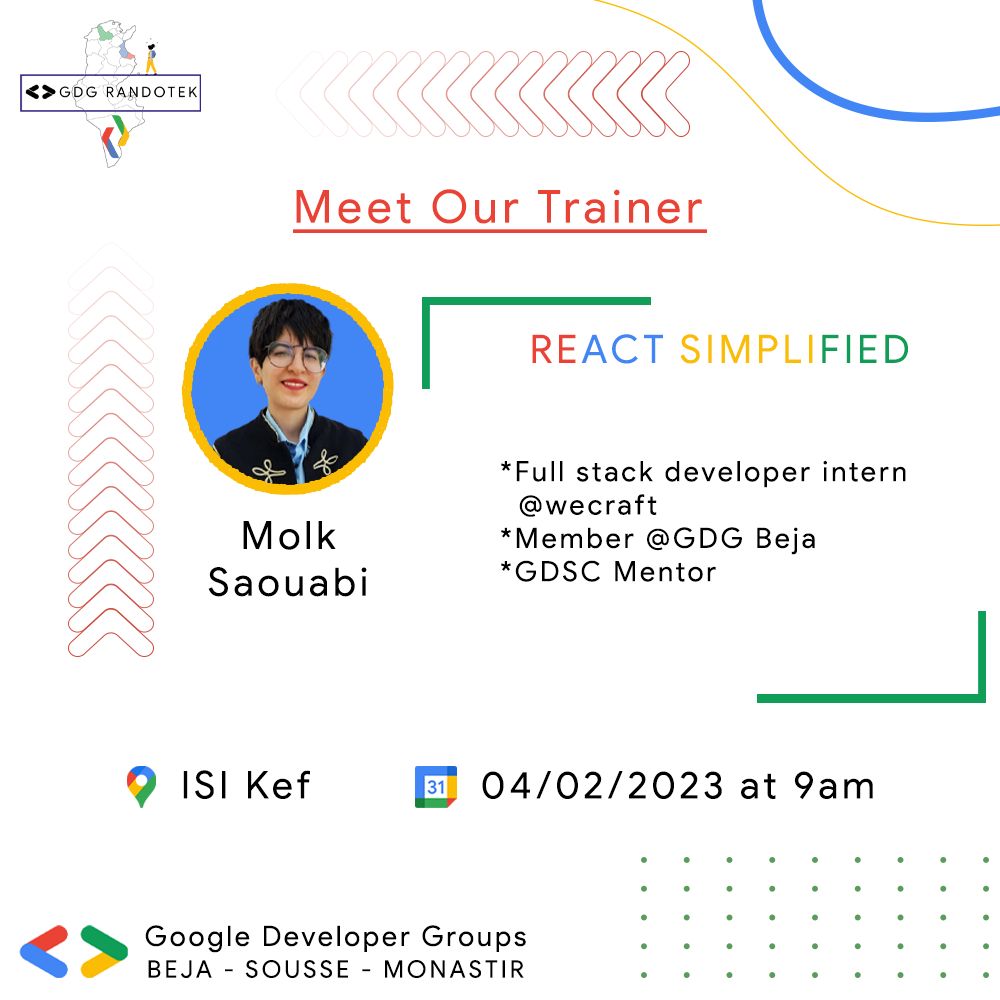 <>GDG RANDOTEK
Meet Our Trainer
REACT SIMPLIFIED
*Full stack developer intern
@wecraft
*Member @GDG Beja
*GDSC Mentor
Molk
Saouabi
ISI Kef
31
04/02/2023 at 9am
Google Developer Groups
BEJA - SOUSSE - MONASTIR